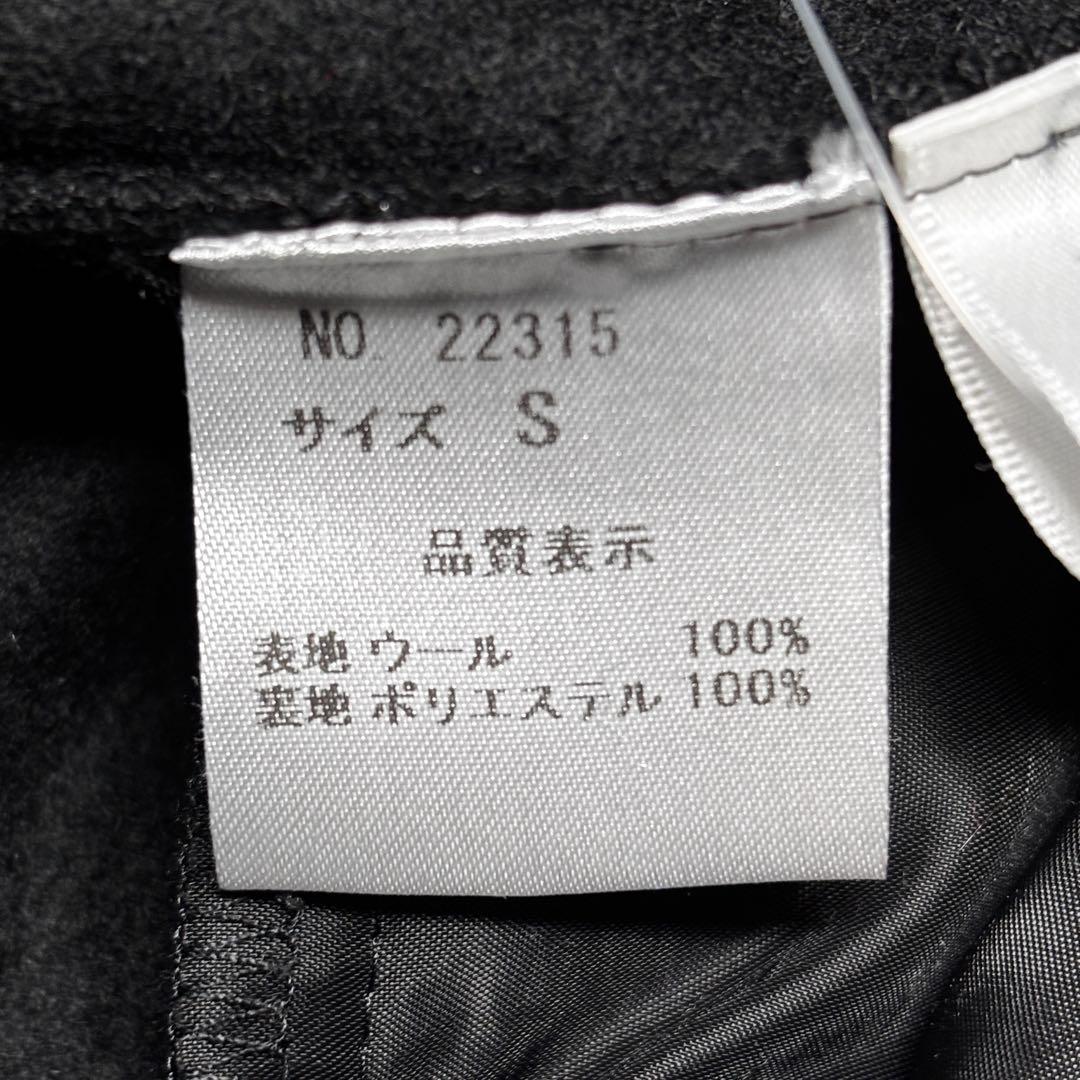 NO. 22315
サイズ S
品質表示
表地 ウール 100%
裏地 ポリエステル 100%